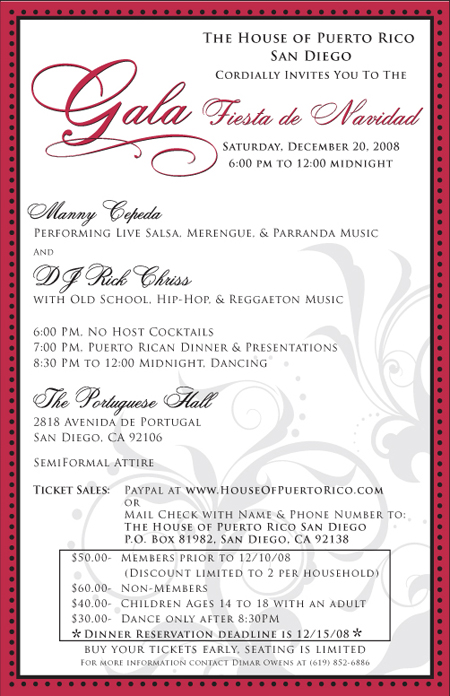 The House of Puerto Rico
San Diego
Cordially Invites You To The
Gala Fiesta de Navidad
Saturday, December 20, 2008
6:00 pm to 12:00 midnight
Manny Cepeda
Performing Live Salsa, Merengue, & Parranda Music
And
DJ Rick Chriss
with Old School, Hip-Hop, & Reggaeton Music
6:00 PM, No Host Cocktails
7:00 PM, Puerto Rican Dinner & Presentations
8:30 PM to 12:00 Midnight, Dancing
The Portuguese Hall
2818 Avenida de Portugal
San Diego, CA 92106
SemiFormal Attire
Ticket Sales: Paypal at www.HouseOfPuertoRico.com
or
Mail Check with Name & Phone Number to:
The House of Puerto Rico San Diego
P.O. Box 81982, San Diego, CA 92138
$50.00- Members prior to 12/10/08
(Discount limited to 2 per household)
$60.00- Non-Members
$40.00- Children Ages 14 to 18 with an adult
$30.00- Dance only after 8:30PM
* Dinner Reservation deadline is 12/15/08 *
buy your tickets early, seating is limited
For more information contact Dimar Owens at (619) 852-6886